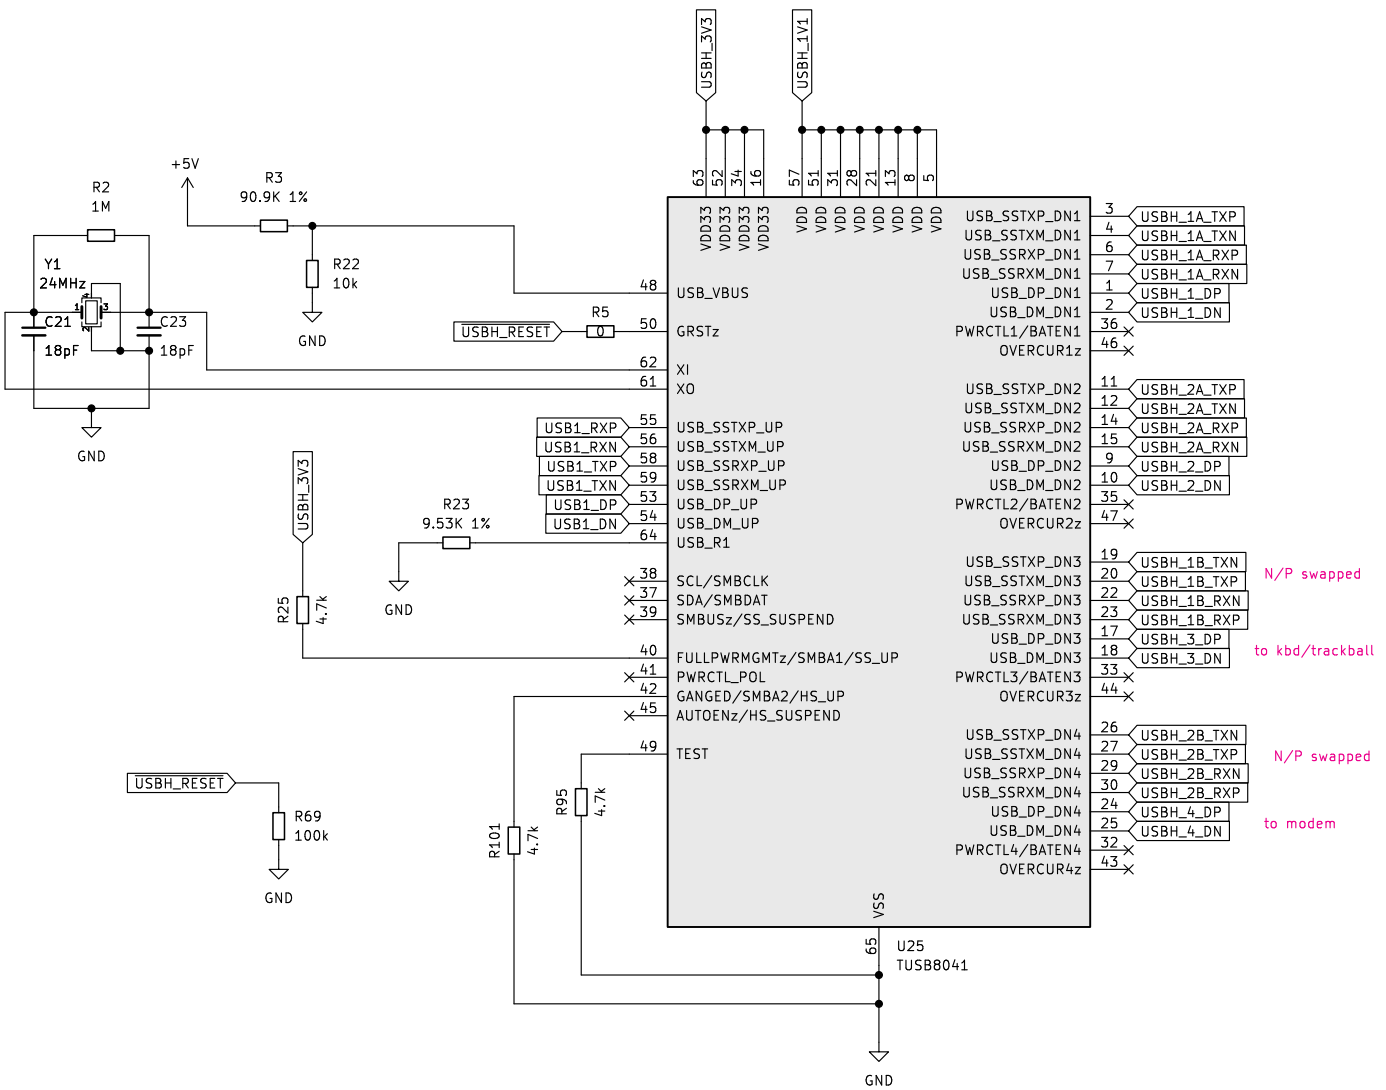 USBH_3V3
USBH_1V1
63
52
34
16
57
51
31
28
21
13
8
5
VDD33
VDD33
VDD33
VDD33
VDD
VDD
VDD
VDD
VDD
VDD
VDD
VDD
+5V
R3
90.9K 1%
R2
1M
R22
10k
GND
Y1
24MHz
1
2
3
4
C21
18pF
C23
18pF
GND
48 USB_VBUS
USBH_RESET
R5
0
50 GRSTz
62 XI
61 XO
USB1_RXP 55 USB_SSTXP_UP
USB1_RXN 56 USB_SSTXM_UP
USB1_TXP 58 USB_SSRXP_UP
USB1_TXN 59 USB_SSRXM_UP
USB1_DP 53 USB_DP_UP
USB1_DN 54 USB_DM_UP
64 USB_R1
R23
9.53K 1%
GND
USBH_3V3
R25
4.7k
38 SCL/SMBCLK
37 SDA/SMBDAT
39 SMBUSz/SS_SUSPEND
40 FULLPWRMGMTz/SMBA1/SS_UP
41 PWRCTL_POL
42 GANGED/SMBA2/HS_UP
45 AUTOENz/HS_SUSPEND
49 TEST
USBH_RESET
R69
100k
GND
R101
4.7k
R95
4.7k
USB_SSTXP_DN1 3 USBH_1A_TXP
USB_SSTXM_DN1 4 USBH_1A_TXN
USB_SSRXP_DN1 6 USBH_1A_RXP
USB_SSRXM_DN1 7 USBH_1A_RXN
USB_DP_DN1 1 USBH_1_DP
USB_DM_DN1 2 USBH_1_DN
PWRCTL1/BATEN1 36
OVERCUR1z 46
USB_SSTXP_DN2 11 USBH_2A_TXP
USB_SSTXM_DN2 12 USBH_2A_TXN
USB_SSRXP_DN2 14 USBH_2A_RXP
USB_SSRXM_DN2 15 USBH_2A_RXN
USB_DP_DN2 9 USBH_2_DP
USB_DM_DN2 10 USBH_2_DN
PWRCTL2/BATEN2 35
OVERCUR2z 47
USB_SSTXP_DN3 19 USBH_1B_TXN
USB_SSTXM_DN3 20 USBH_1B_TXP
USB_SSRXP_DN3 22 USBH_1B_RXN
USB_SSRXM_DN3 23 USBH_1B_RXP
USB_DP_DN3 17 USBH_3_DP
USB_DM_DN3 18 USBH_3_DN
PWRCTL3/BATEN3 33
OVERCUR3z 44
N/P swapped
to kbd/trackball
USB_SSTXP_DN4 26 USBH_2B_TXN
USB_SSTXM_DN4 27 USBH_2B_TXP
USB_SSRXP_DN4 29 USBH_2B_RXN
USB_SSRXM_DN4 30 USBH_2B_RXP
USB_DP_DN4 24 USBH_4_DP
USB_DM_DN4 25 USBH_4_DN
PWRCTL4/BATEN4 32
OVERCUR4z 43
N/P swapped
to modem
VSS
65
U25
TUSB8041
GND